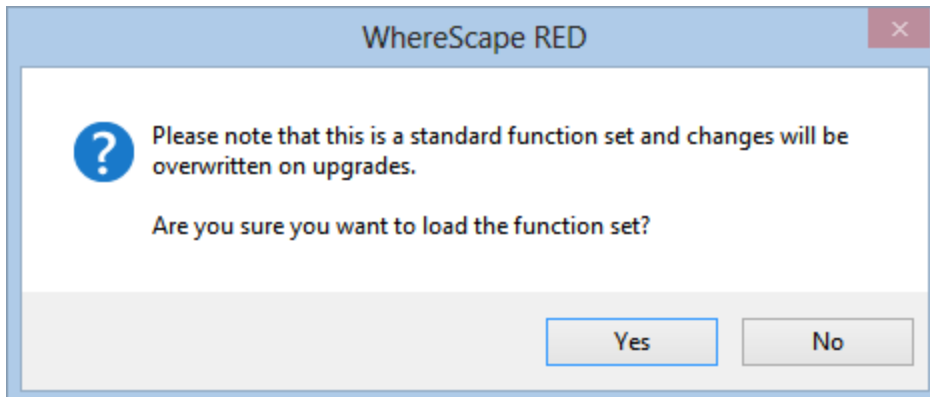 WhereScape RED
Please note that this is a standard function set and changes will be
overwritten on upgrades.
Are you sure you want to load the function set?
Yes
No